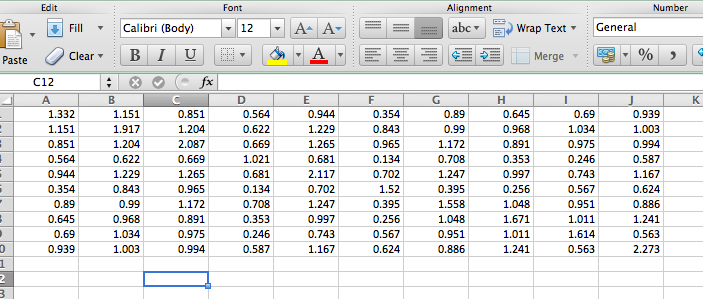 Edit Font Alignment Number
Fill Calibri (Body) 12 A A abc Wrap Text General
Paste Clear B I U A Merge %
C12 fx
A B C D E F G H I J K
1.332 1.151 0.851 0.564 0.944 0.354 0.89 0.645 0.69 0.939
2 1.151 1.917 1.204 0.622 1.229 0.843 0.99 0.968 1.034 1.003
3 0.851 1.204 2.087 0.669 1.265 0.965 1.172 0.891 0.975 0.994
0.564 0.622 0.669 1.021 0.681 0.134 0.708 0.353 0.246 0.587
0.944 1.229 1.265 0.681 2.117 0.702 1.247 0.997 0.743 1.167
0.354 0.843 0.965 0.134 0.702 1.52 0.395 0.256 0.567 0.624
0.89 0.99 1.172 0.708 1.247 0.395 1.558 1.048 0.951 0.886
0.645 0.968 0.891 0.353 0.997 0.256 1.048 1.671 1.011 1.241
0.69 1.034 0.975 0.246 0.743 0.567 0.951 1.011 1.614 0.563
0 0.939 1.003 0.994 0.587 1.167 0.624 0.886 1.241 0.563 2.273
1
2
3